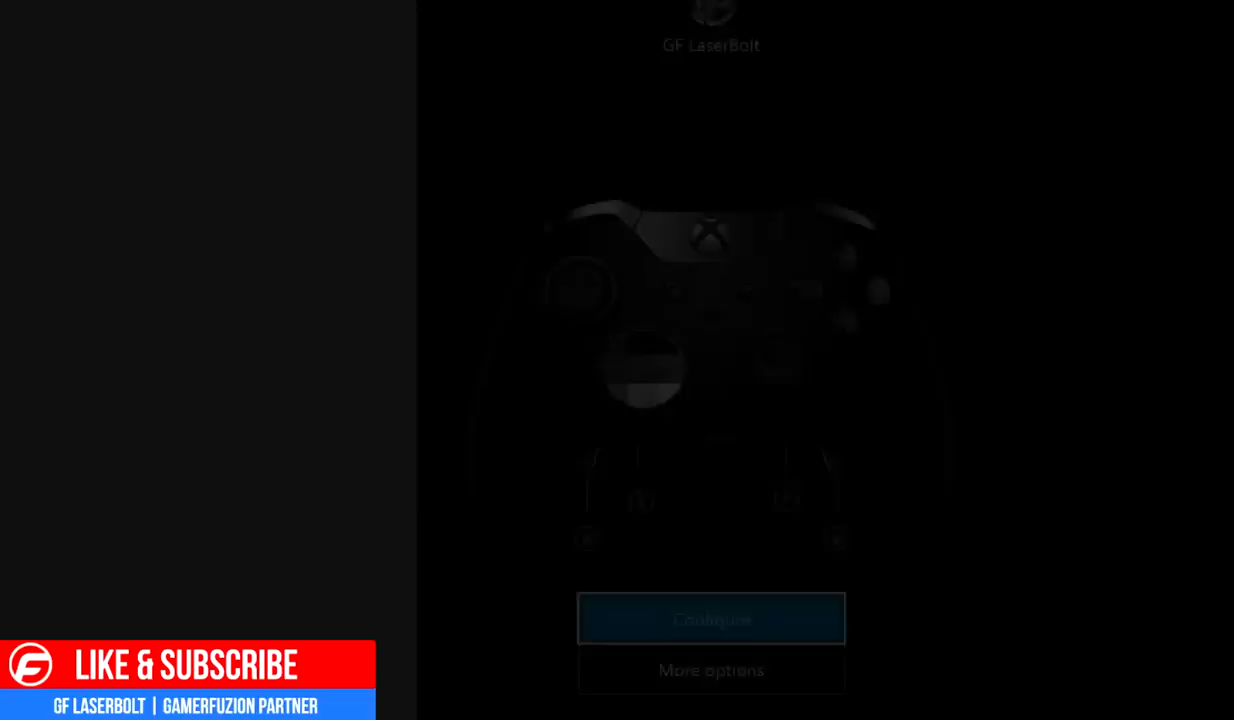 GF LaserBolt
Configure
More options
LIKE & SUBSCRIBE
GF LASERBOLT | GAMERFUZION PARTNER